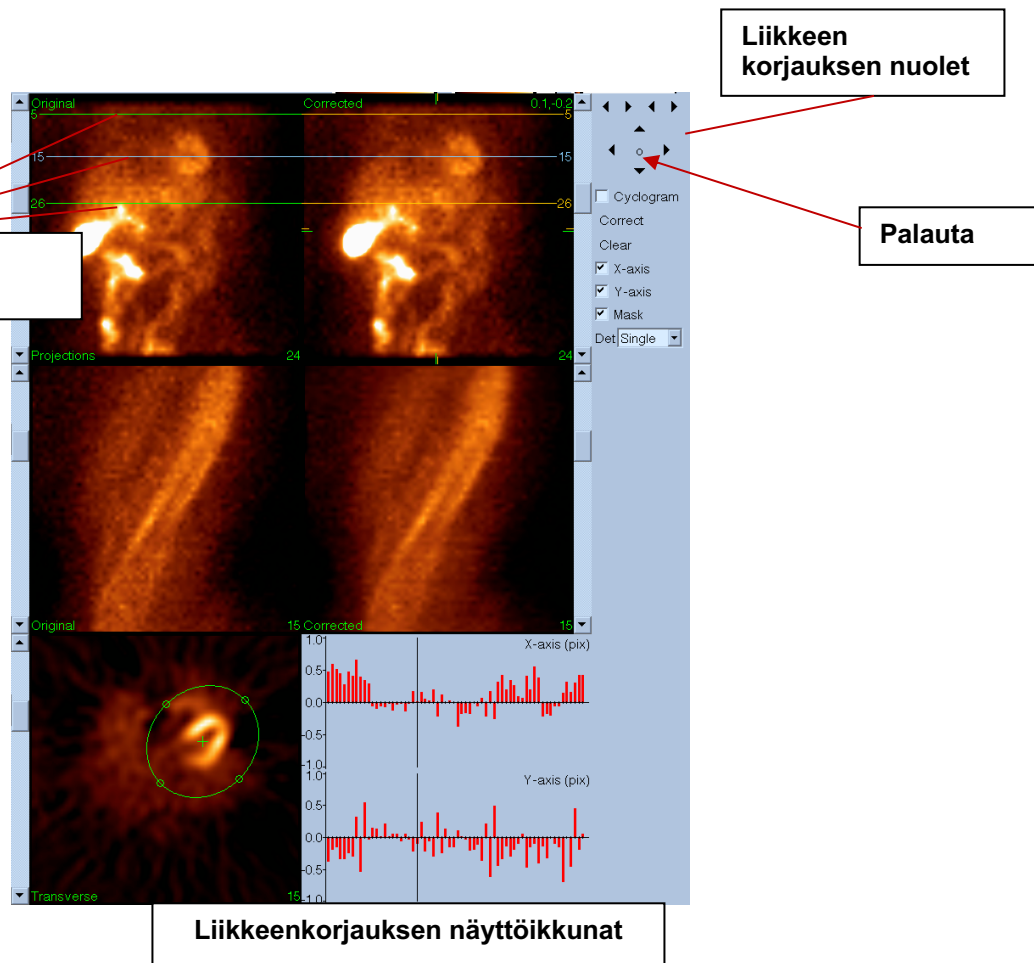 Liikkeen
korjauksen nuolet
Original
Corrected
0.1,-0.2
5
5
15
15
26
26
Cyclogram
Correct
Clear
X-axis
Y-axis
Mask
Det Single
Palauta
Projections
24
24
Original
15
Corrected
15
X-axis (pix)
1.0
0.5
0.0
-0.5
-1.0
Y-axis (pix)
1.0
0.5
0.0
-0.5
-1.0
Transverse
15
Liikkeenkorjauksen näyttöikkunat